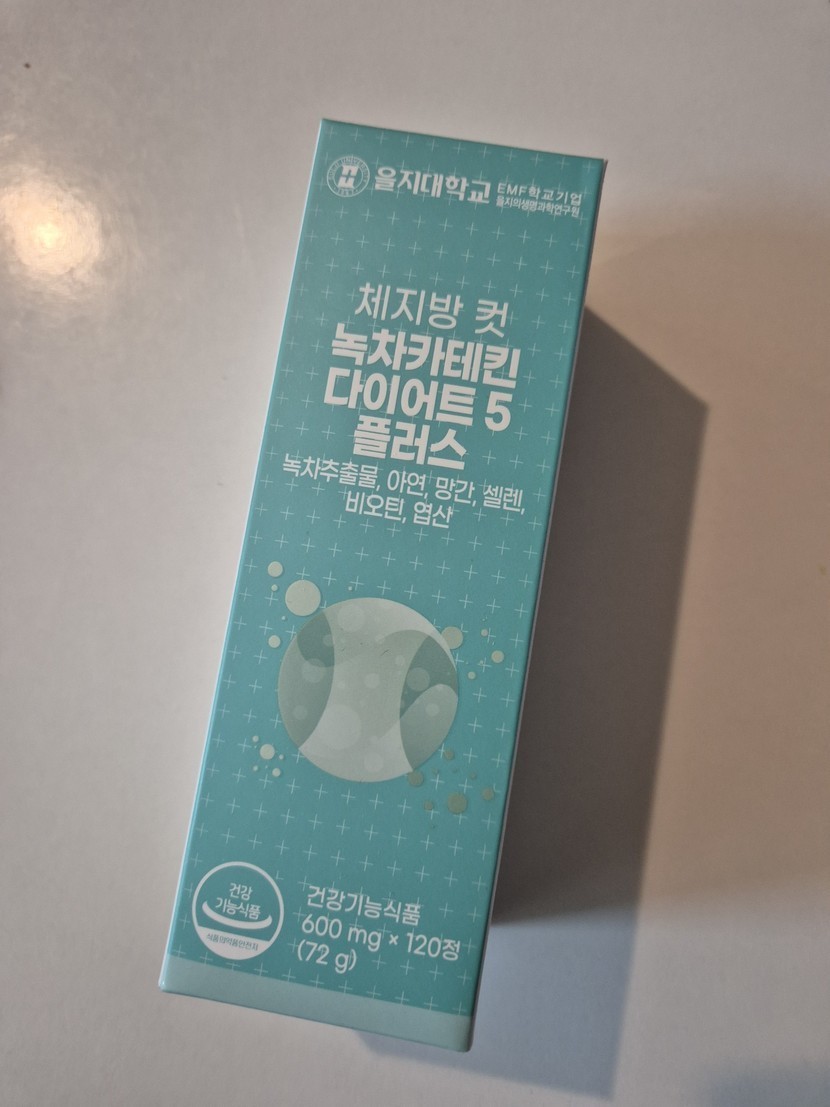 을지대학교 EMF학교기업
을지의생명과학연구원
체지방 컷
녹차카테킨
다이어트 5
플러스
녹차추출물, 아연, 망간, 셀렌,
비오틴, 엽산
건강
기능식품
식품의약품안전처
건강기능식품
600 mg × 120정
(72 g)